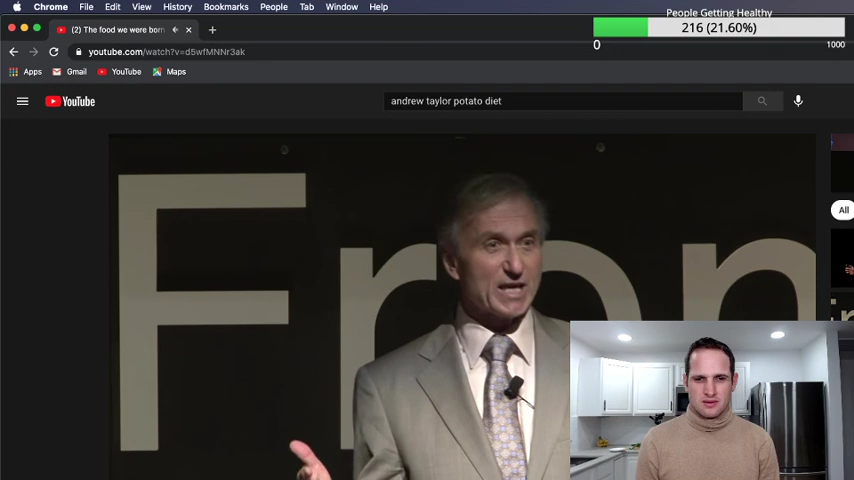 Chrome File Edit View History Bookmarks People Tab Window Help
People Getting Healthy
(2) The food we were born
216 (21.60%)
0 1000
youtube.com/watch?v=d5wfMNNr3ak
Apps Gmail YouTube Maps
YouTube
andrew taylor potato diet
From
All